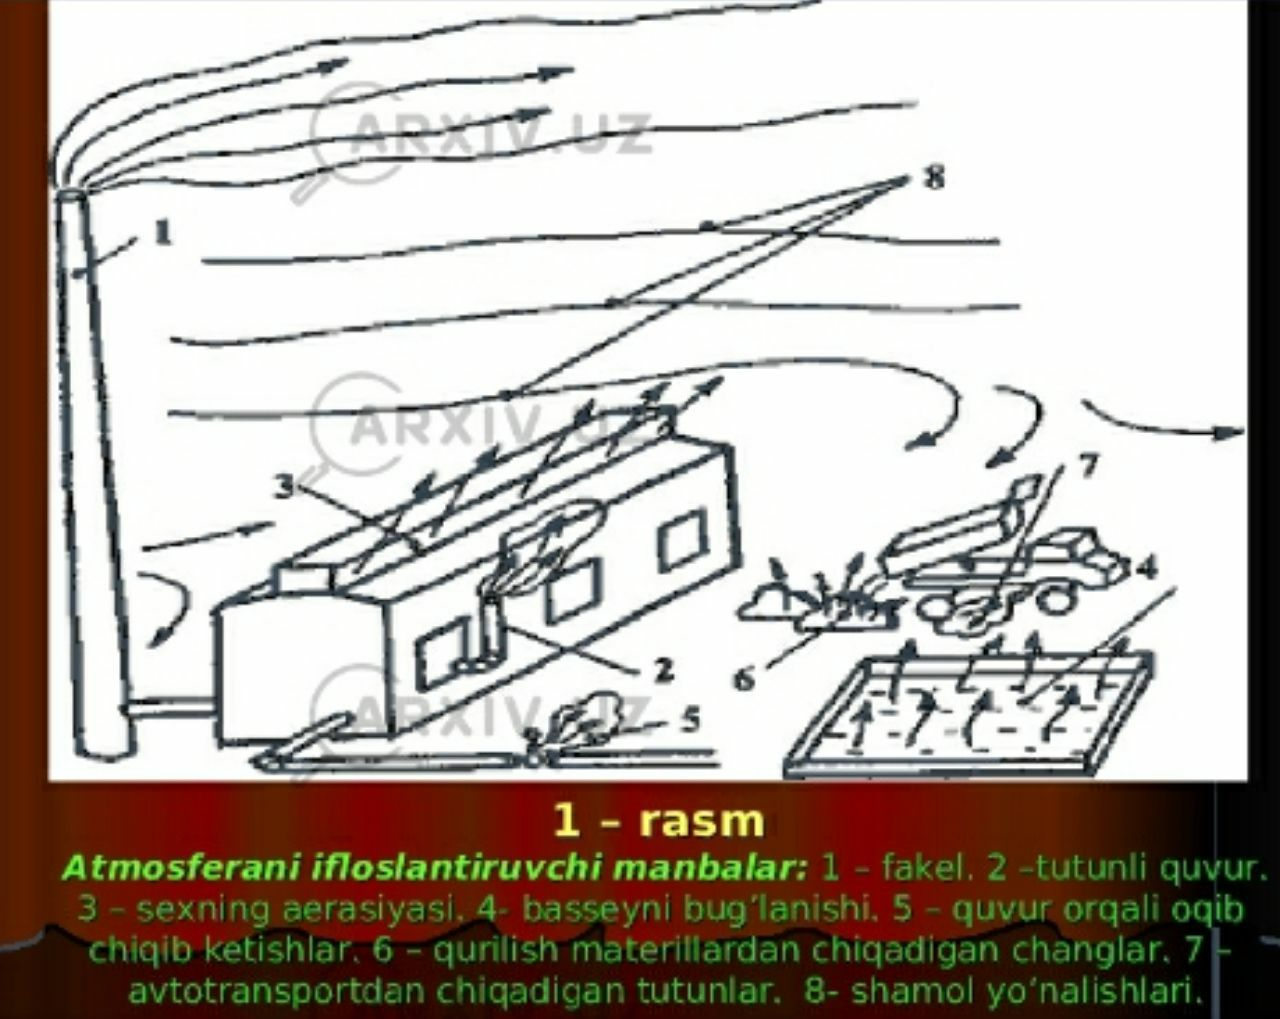 ARXIV.UZ
8
1
ARXIV.UZ
7
3
4
2
6
ARXIV.UZ
5
1 – rasm
Atmosferani ifloslantiruvchi manbalar: 1 – fakel. 2 –tutunli quvur.
3 – sexning aerasiyasi. 4- basseyni bug‘lanishi. 5 – quvur orqali oqib
chiqib ketishlar. 6 – qurilish materillardan chiqadigan changlar. 7 –
avtotransportdan chiqadigan tutunlar. 8- shamol yo‘nalishlari.